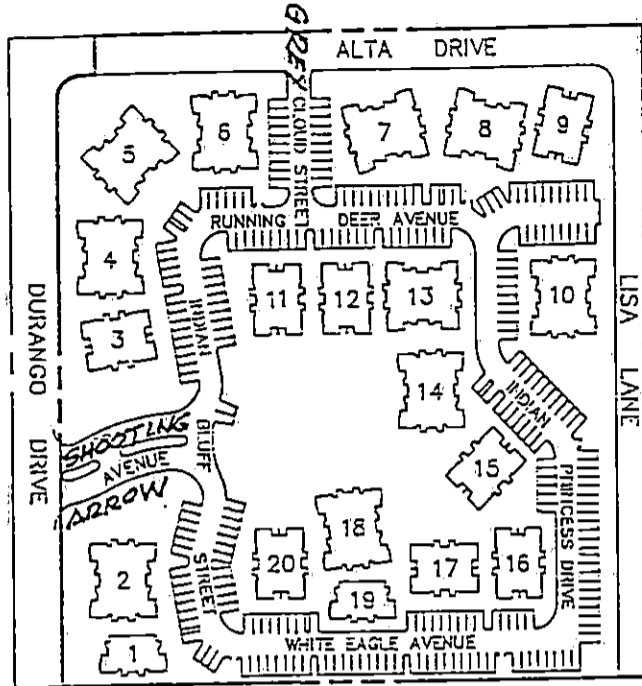 ALTA DRIVE
GREY CLOUD STREET
5
6
7
8
9
RUNNING DEER AVENUE
4
3
INDIAN BLUFF STREET
11
12
13
10
DURANGO DRIVE
LISA LANE
14
INDIAN PRINCESS DRIVE
SHOOTING
AVENUE
ARROW
15
2
1
20
18
19
17
16
WHITE EAGLE AVENUE